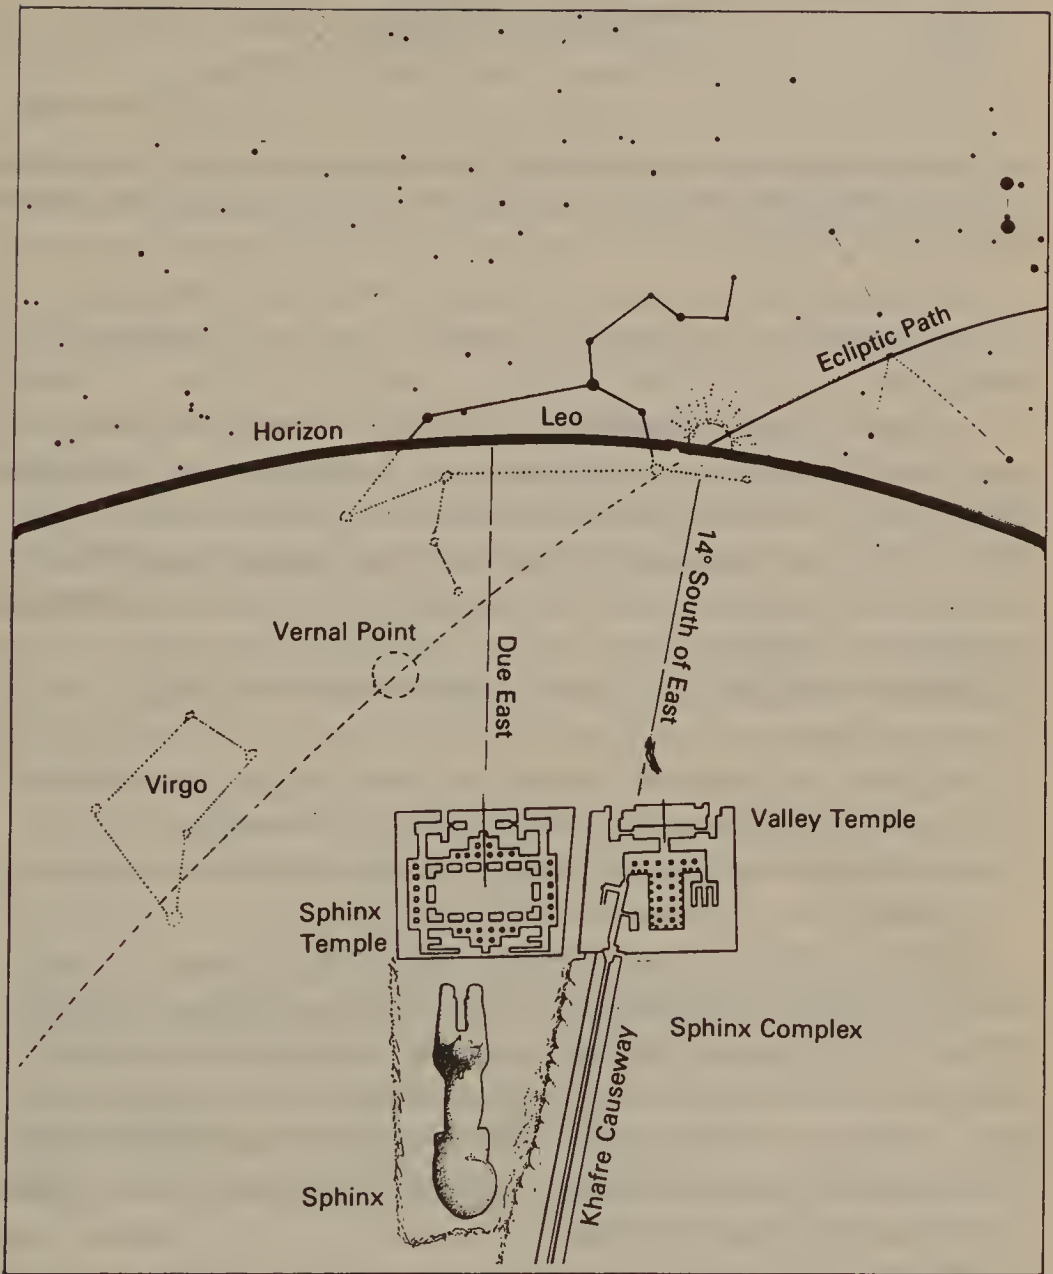 Ecliptic Path
Leo
Horizon
14° South of East
Vernal Point
Due East
Virgo
Valley Temple
Sphinx
Temple
Sphinx Complex
Khafre Causeway
Sphinx